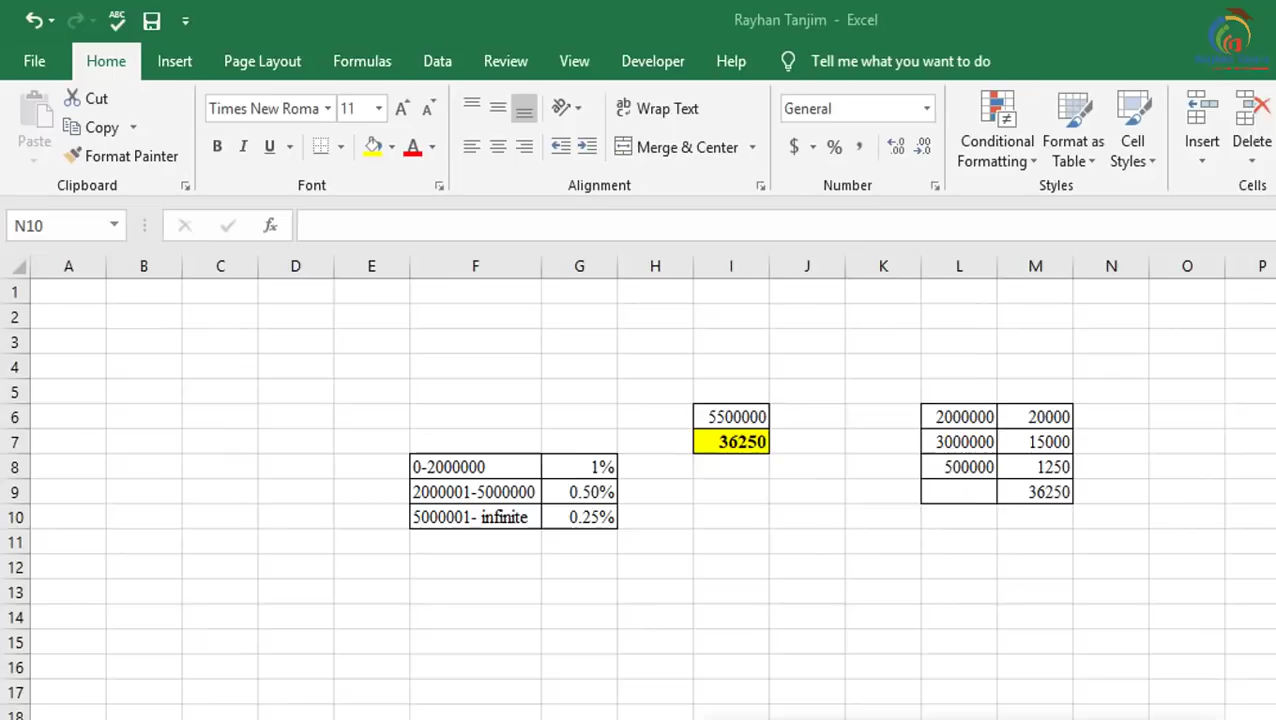 Rayhan Tanjim - Excel
File Home Insert Page Layout Formulas Data Review View Developer Help Tell me what you want to do
Paste
Cut
Copy
Format Painter
Clipboard
Times New Roma 11
B I U
Font
Wrap Text
Merge & Center
Alignment
General
$ % ,
Number
Conditional Formatting
Format as Table
Cell Styles
Styles
Insert
Delete
Cells
N10 fx
A B C D E F G H I J K L M N O P
1
2
3
4
5
6 5500000 2000000 20000
7 36250 3000000 15000
8 0-2000000 1% 500000 1250
9 2000001-5000000 0.50% 36250
10 5000001- infinite 0.25%
11
12
13
14
15
16
17
18